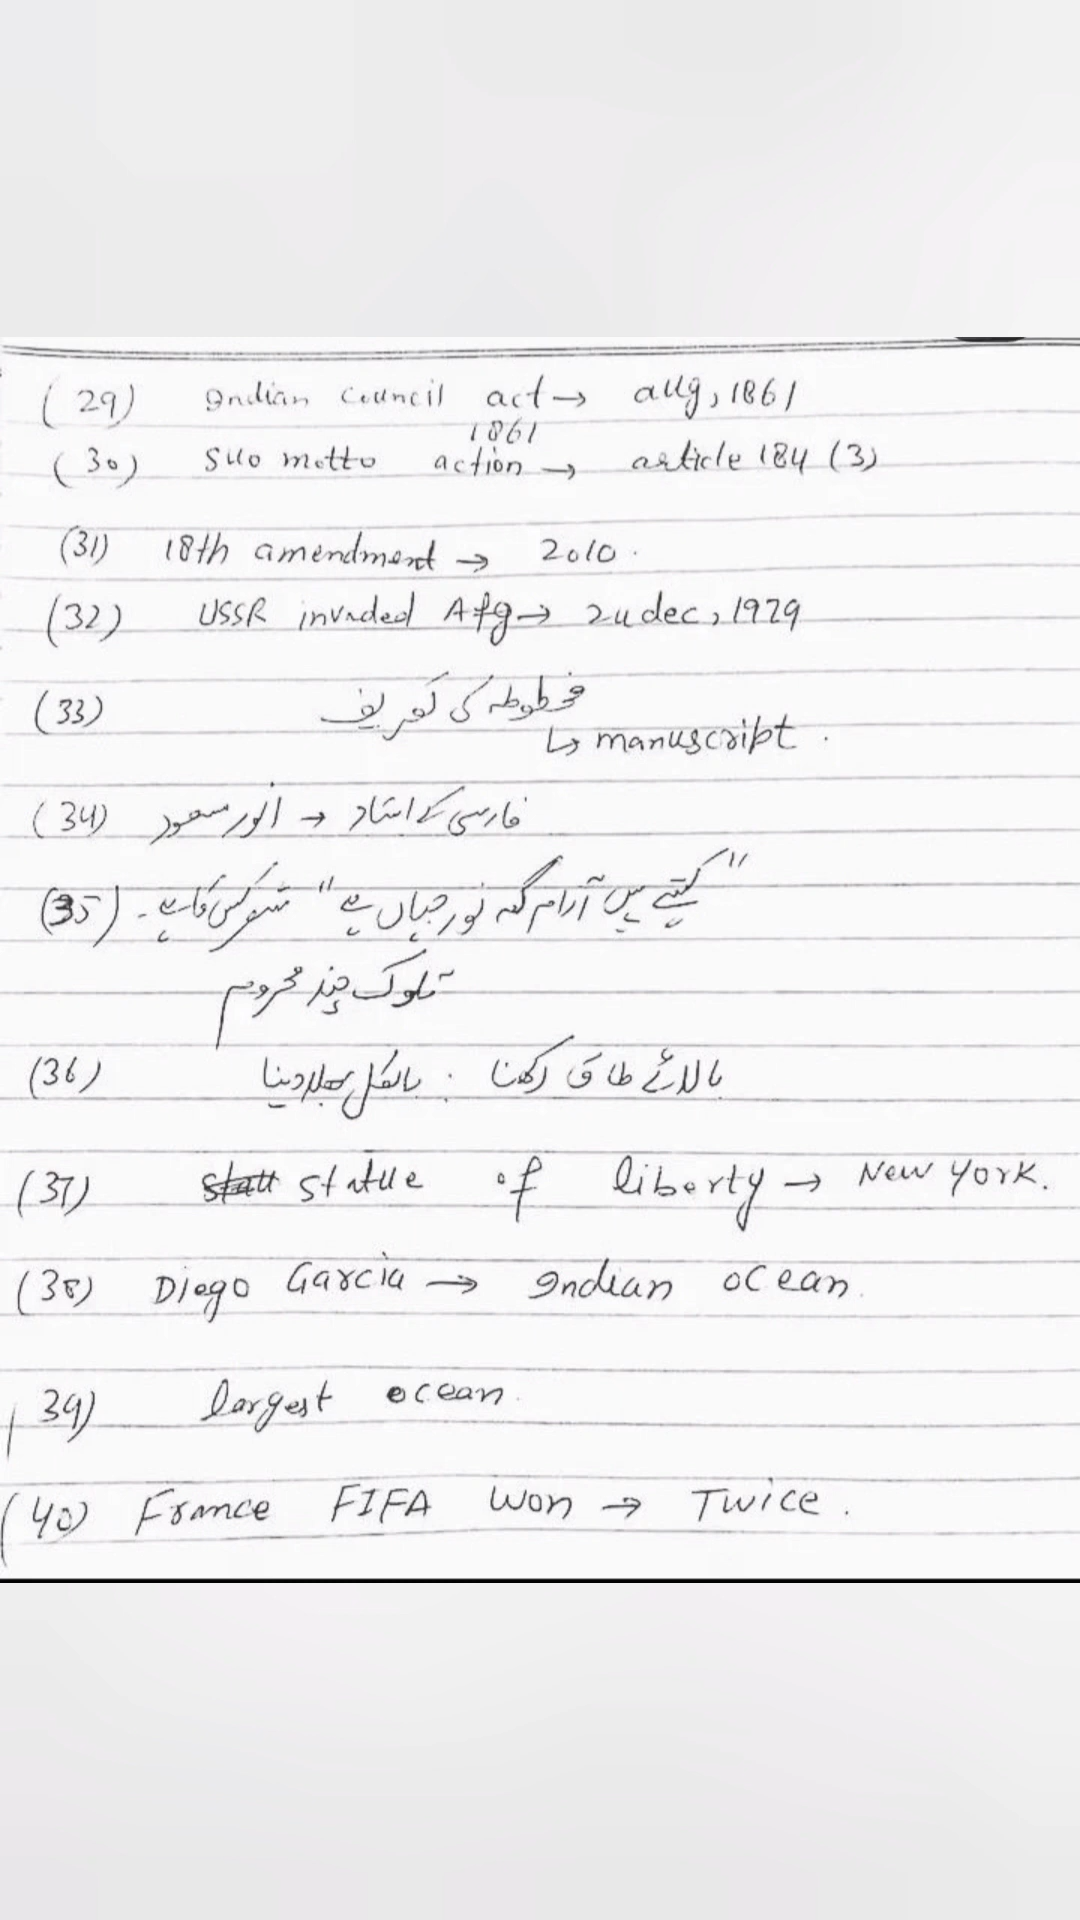 (29) Indian Council act → aug, 1861
1861
(30) Suo motto action → article 184 (3)
(31) 18th amendment → 2010.
(32) USSR invaded Afg → 24 dec, 1979
(33) مخطوطہ کی تعریف
↳ manuscript.
(34) فارسی کے استاد → انور مسعود
(35) "کہتے ہیں آرام گہہ نور جہاں ہے" شعر کس کا ہے۔
تلوک چند محروم
(36) بالائے طاق رکھنا : بالکل بھلا دینا
(37) statue of liberty → New York.
(38) Diego Garcia → Indian ocean.
(39) largest ocean.
(40) France FIFA Won → Twice.